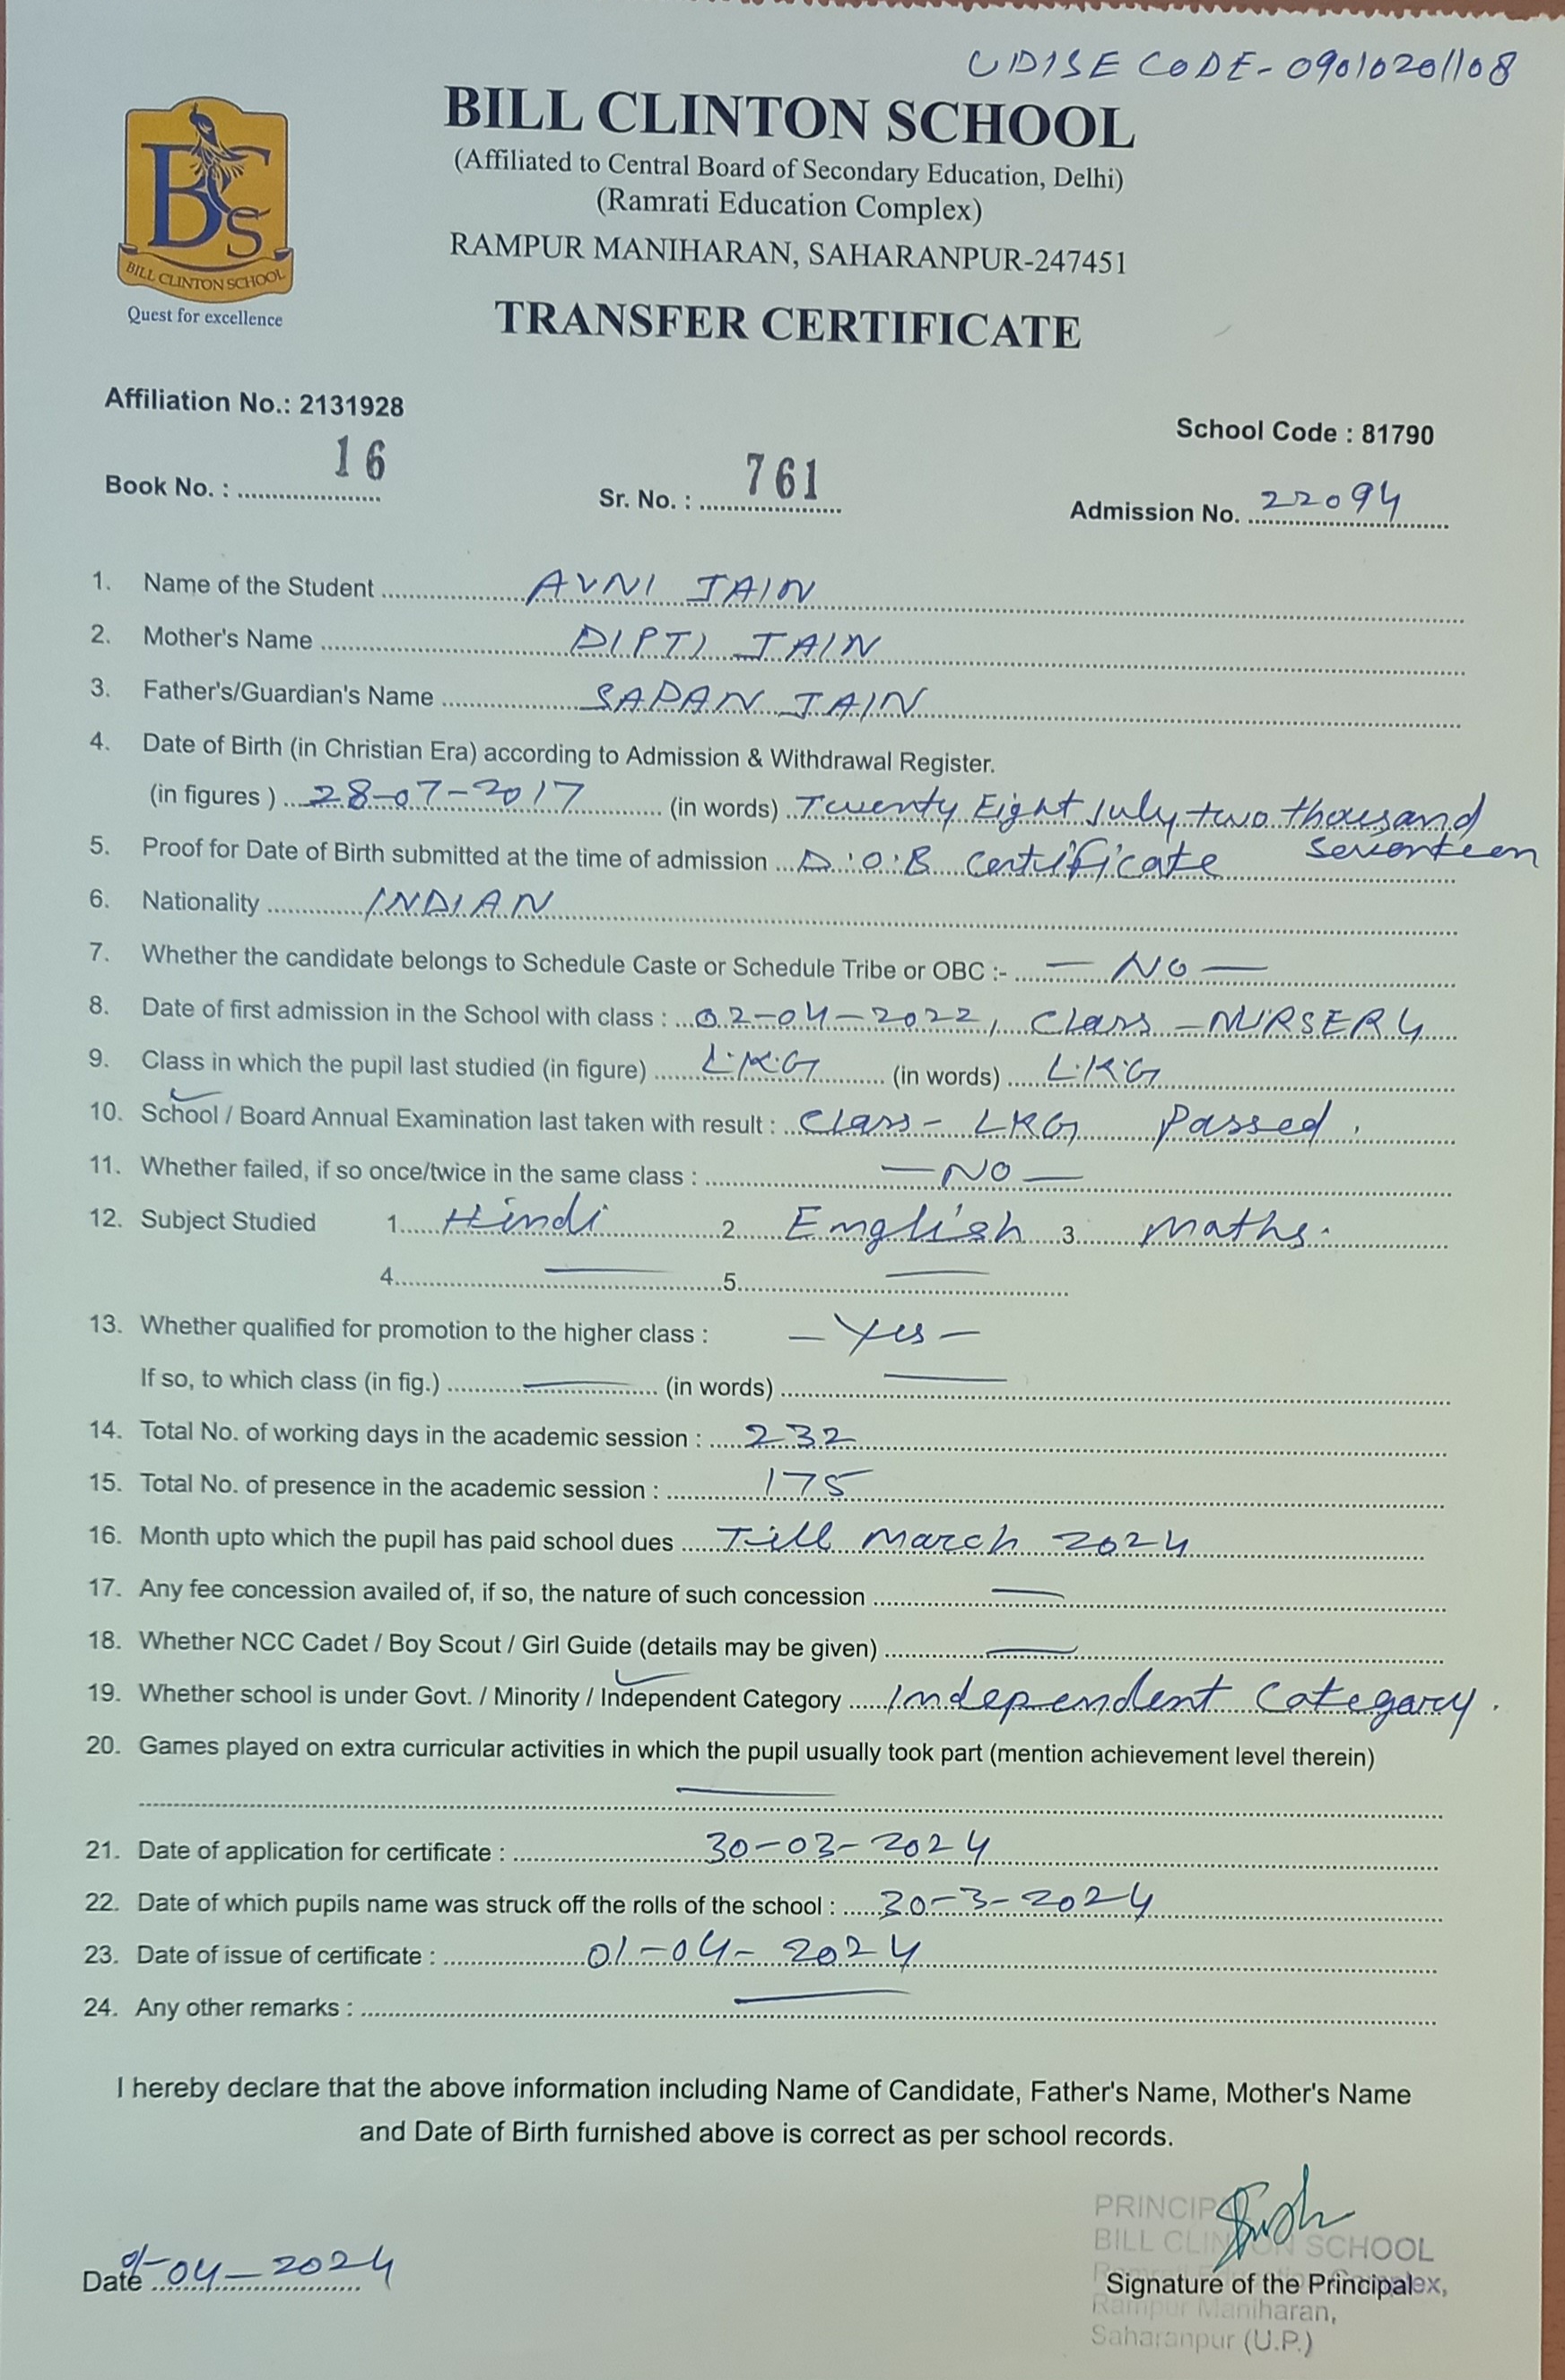 UDISE CODE-09010201108
BILL CLINTON SCHOOL
(Affiliated to Central Board of Secondary Education, Delhi)
(Ramrati Education Complex)
RAMPUR MANIHARAN, SAHARANPUR-247451
BCS
BILL CLINTON SCHOOL
Quest for excellence
TRANSFER CERTIFICATE
Affiliation No.: 2131928
School Code : 81790
Book No. : 16 Sr. No. : 761 Admission No. 22094
1. Name of the Student AVNI JAIN
2. Mother's Name DIPTI JAIN
3. Father's/Guardian's Name SAPAN JAIN
4. Date of Birth (in Christian Era) according to Admission & Withdrawal Register.
(in figures ) 28-07-2017 (in words) Twenty Eight July two thousand
seventeen
5. Proof for Date of Birth submitted at the time of admission D.O.B certificate
6. Nationality INDIAN
7. Whether the candidate belongs to Schedule Caste or Schedule Tribe or OBC :- — NO —
8. Date of first admission in the School with class : 02-04-2022, Class - NURSERY
9. Class in which the pupil last studied (in figure) L.K.G (in words) L.K.G
10. School / Board Annual Examination last taken with result : Class - LKG Passed.
11. Whether failed, if so once/twice in the same class : — NO —
12. Subject Studied 1. Hindi 2. English 3. maths.
4. — 5. —
13. Whether qualified for promotion to the higher class : - Yes -
If so, to which class (in fig.) — (in words) —
14. Total No. of working days in the academic session : 232
15. Total No. of presence in the academic session : 175
16. Month upto which the pupil has paid school dues Till March 2024
17. Any fee concession availed of, if so, the nature of such concession —
18. Whether NCC Cadet / Boy Scout / Girl Guide (details may be given) —
19. Whether school is under Govt. / Minority / Independent Category Independent Category.
20. Games played on extra curricular activities in which the pupil usually took part (mention achievement level therein)
—
21. Date of application for certificate : 30-03-2024
22. Date of which pupils name was struck off the rolls of the school : 30-3-2024
23. Date of issue of certificate : 01-04-2024
24. Any other remarks : —
I hereby declare that the above information including Name of Candidate, Father's Name, Mother's Name
and Date of Birth furnished above is correct as per school records.
PRINCIPAL
BILL CLINTON SCHOOL
Date 01-04-2024
Signature of the Principal
Ramrati Education Complex,
Rampur Maniharan,
Saharanpur (U.P.)